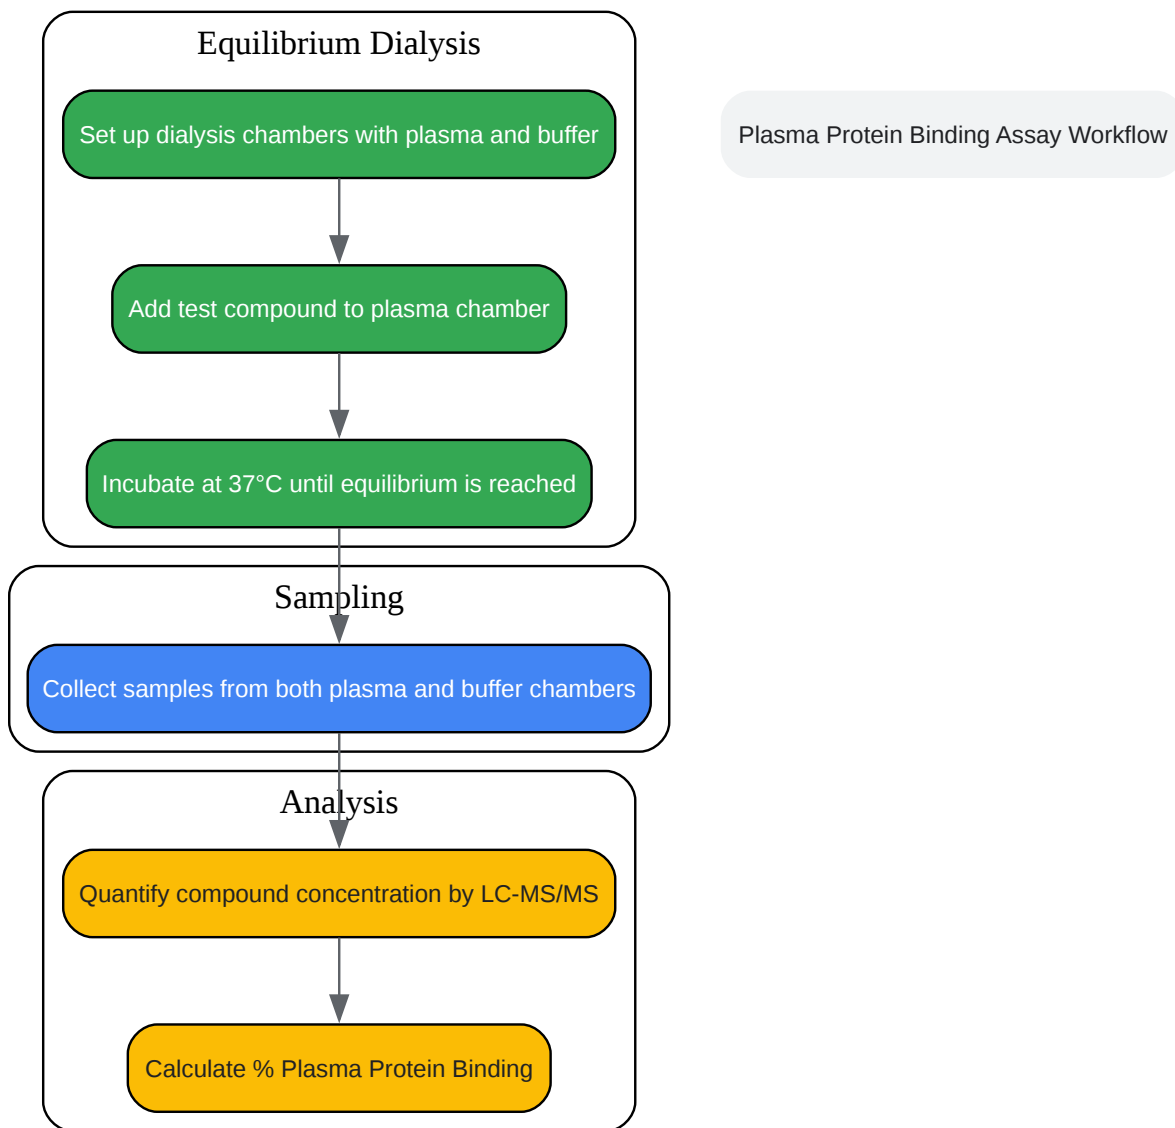 Equilibrium Dialysis
Set up dialysis chambers with plasma and buffer
Plasma Protein Binding Assay Workflow
Add test compound to plasma chamber
Incubate at 37°C until equilibrium is reached
Sampling
Collect samples from both plasma and buffer chambers
Analysis
Quantify compound concentration by LC-MS/MS
Calculate % Plasma Protein Binding